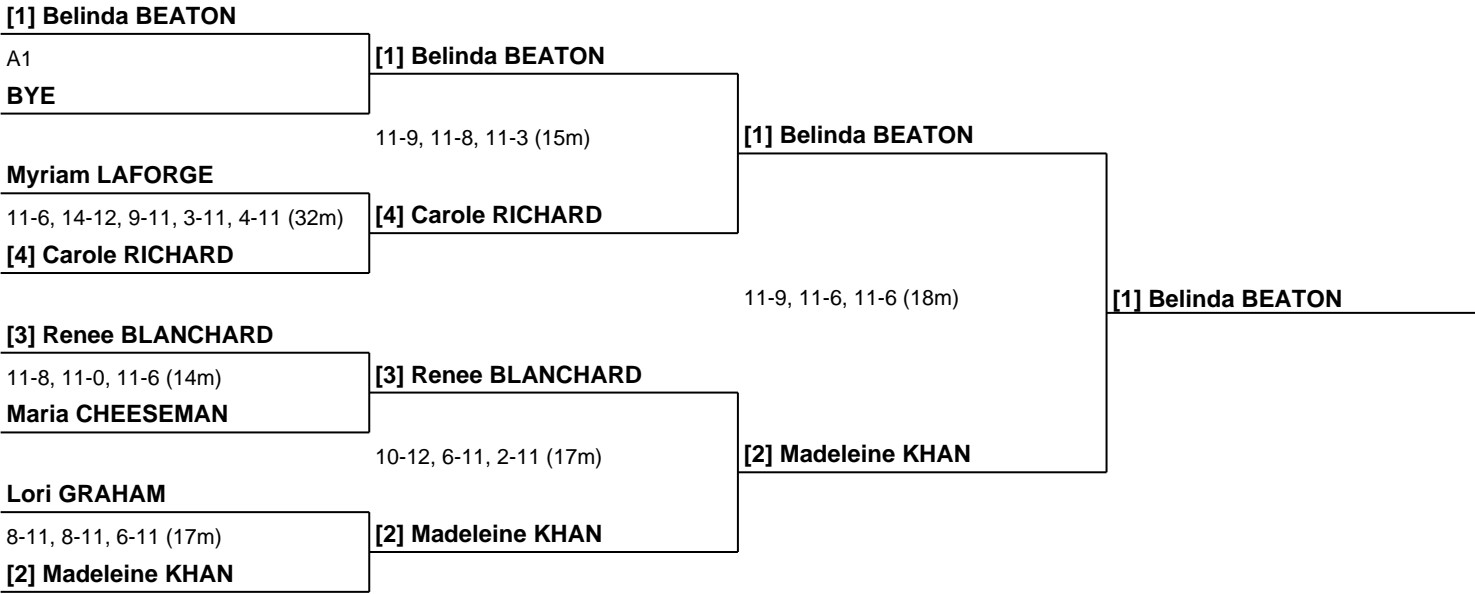 [1] Belinda BEATON
A1
BYE
[1] Belinda BEATON
11-9, 11-8, 11-3 (15m)
[1] Belinda BEATON
Myriam LAFORGE
11-6, 14-12, 9-11, 3-11, 4-11 (32m)
[4] Carole RICHARD
[4] Carole RICHARD
11-9, 11-6, 11-6 (18m)
[1] Belinda BEATON
[3] Renee BLANCHARD
11-8, 11-0, 11-6 (14m)
Maria CHEESEMAN
[3] Renee BLANCHARD
10-12, 6-11, 2-11 (17m)
[2] Madeleine KHAN
Lori GRAHAM
8-11, 8-11, 6-11 (17m)
[2] Madeleine KHAN
[2] Madeleine KHAN